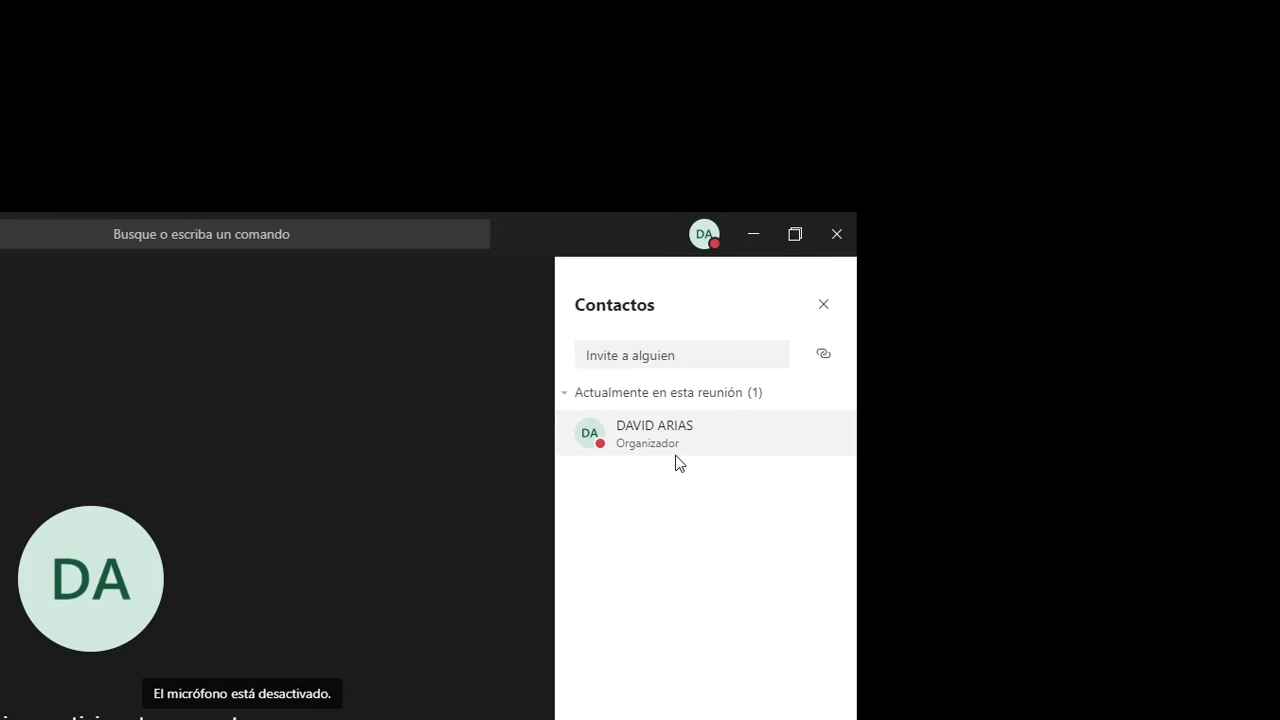 Busque o escriba un comando
DA
Contactos
Invite a alguien
Actualmente en esta reunión (1)
DA
DAVID ARIAS
Organizador
DA
El micrófono está desactivado.